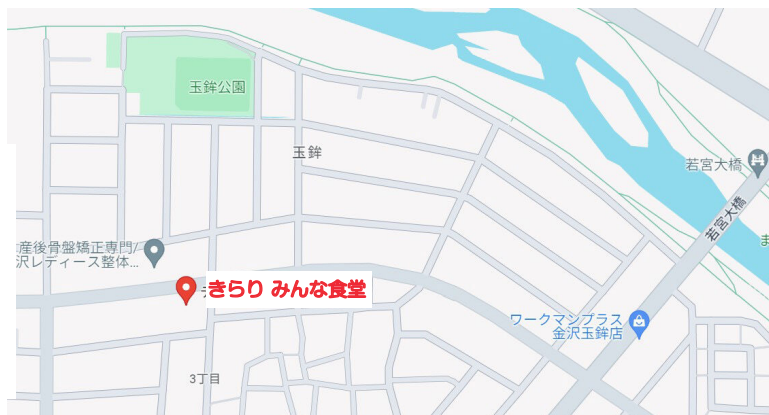 玉鉾公園
玉鉾
若宮大橋
若宮大橋
産後骨盤矯正専門/
沢レディース整体...
きらり みんな食堂
ワークマンプラス
金沢玉鉾店
3丁目
ま